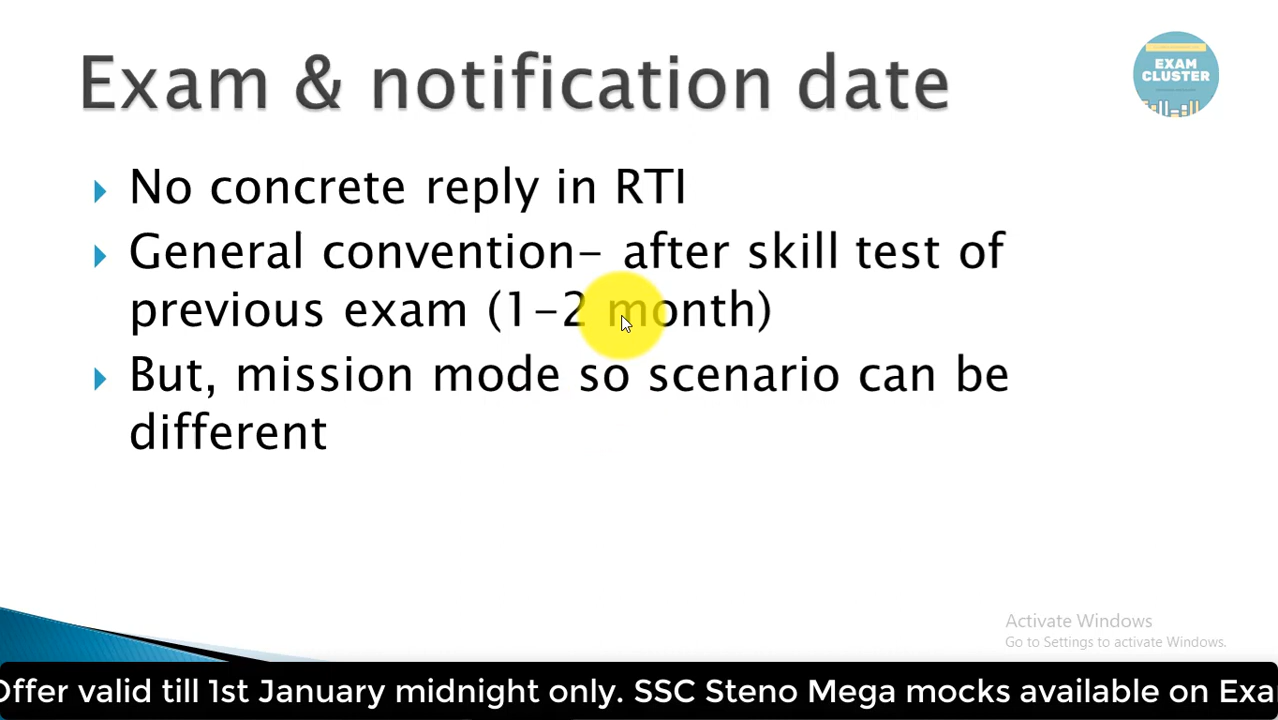 Exam & notification date
EXAM
CLUSTER
No concrete reply in RTI
General convention- after skill test of
previous exam (1-2 month)
But, mission mode so scenario can be
different
Activate Windows
Go to Settings to activate Windows.
Offer valid till 1st January midnight only. SSC Steno Mega mocks available on Exa